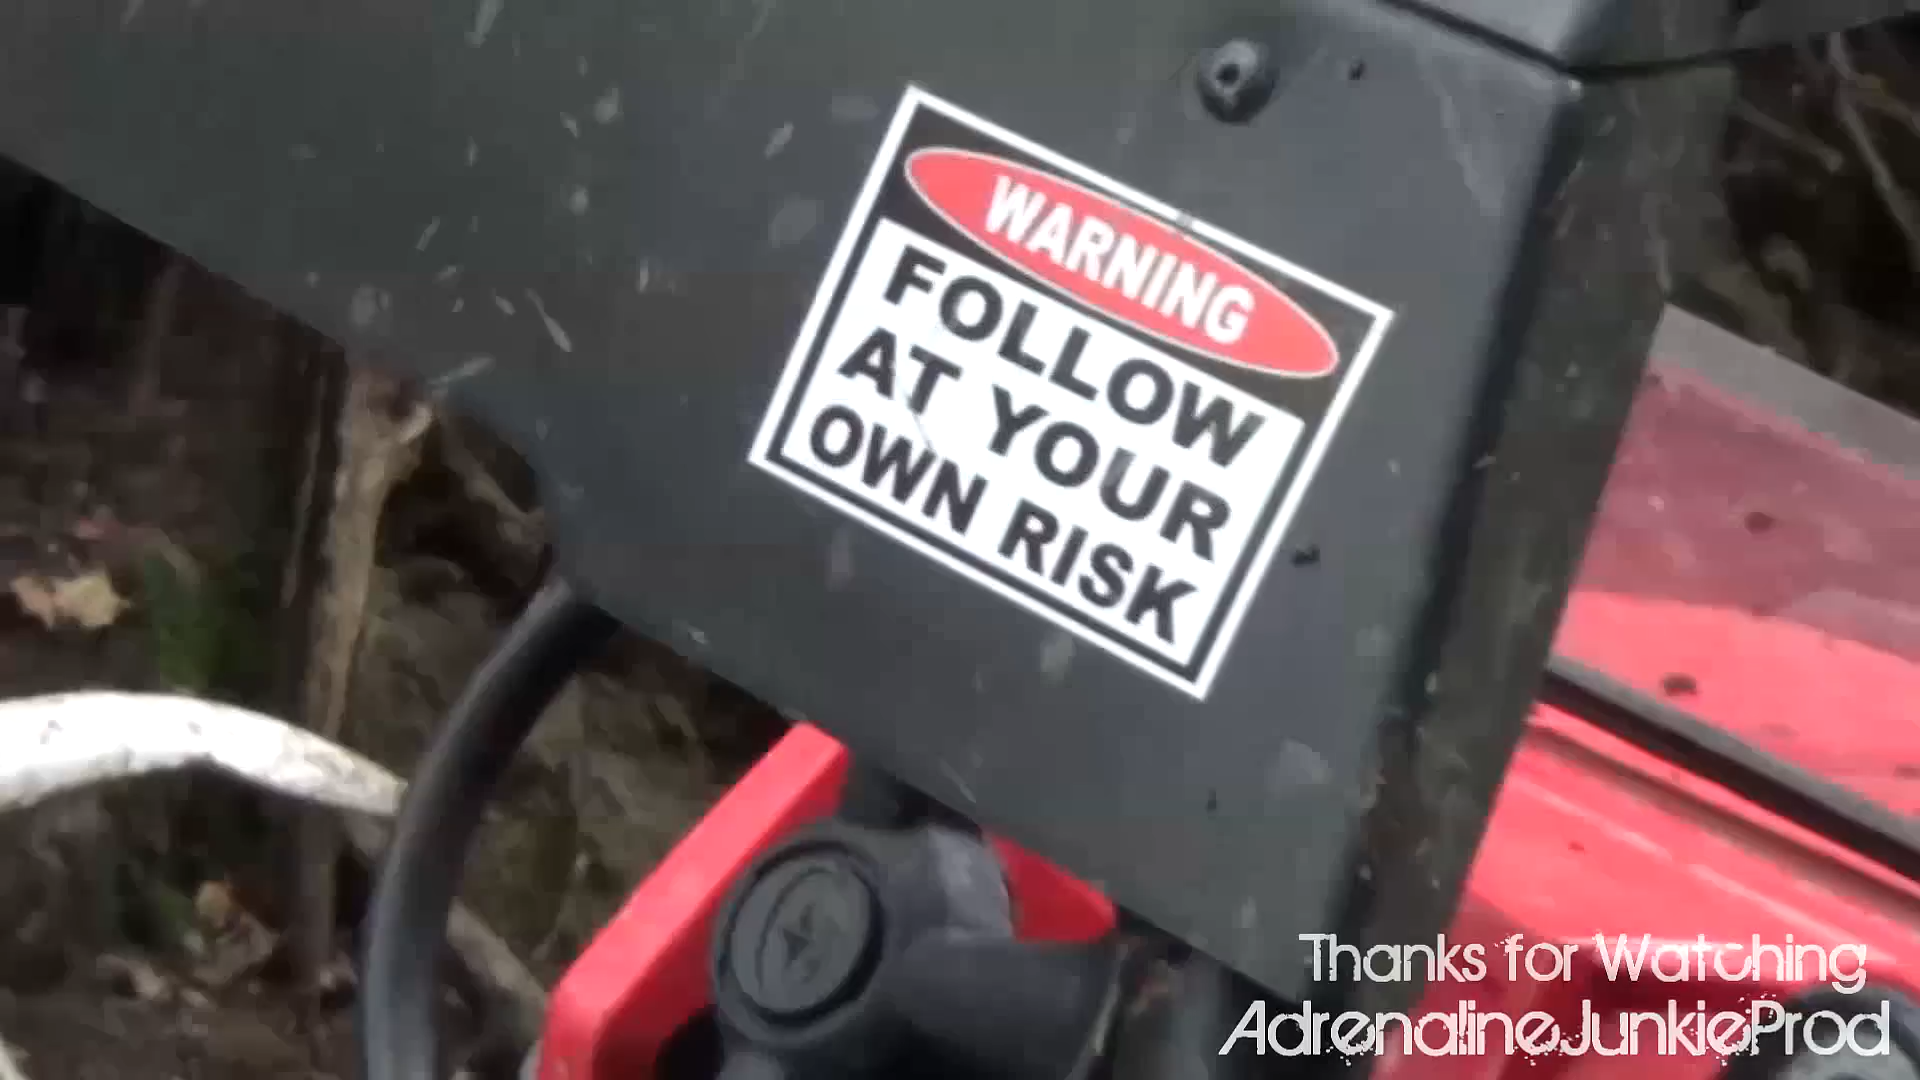 WARNING
FOLLOW
AT YOUR
OWN RISK
Thanks for Watching
AdrenalineJunkieProd